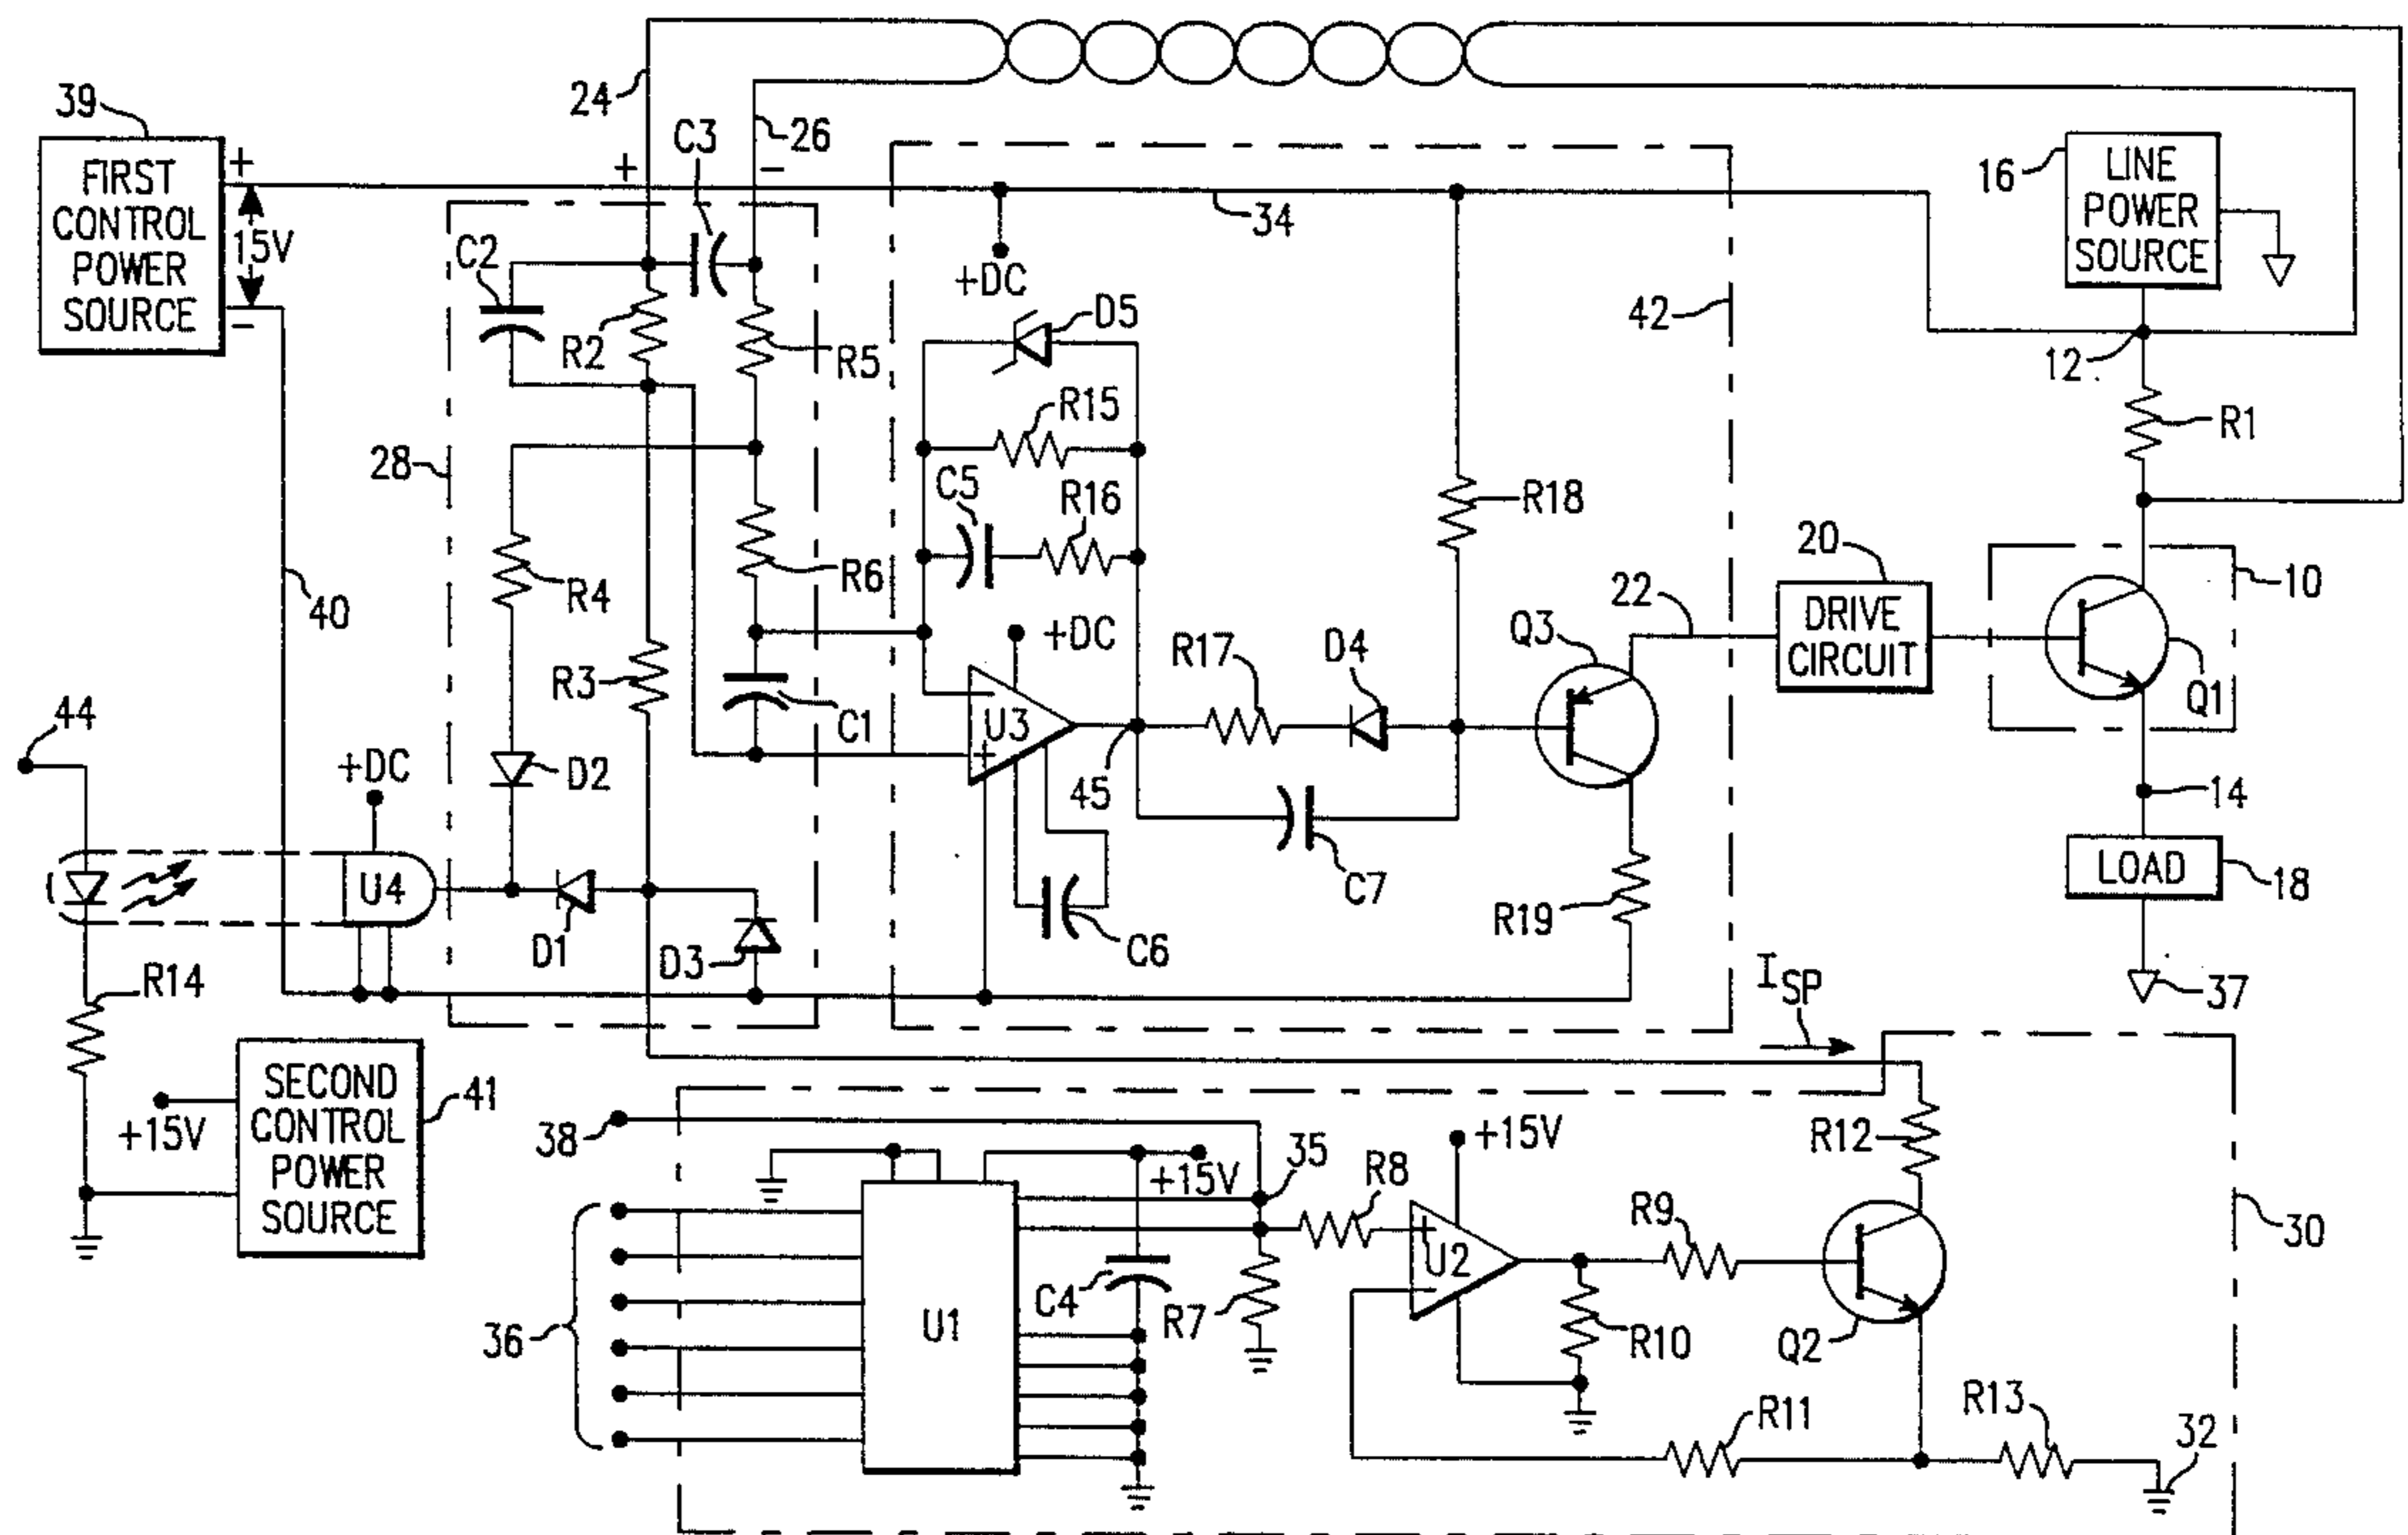 39
FIRST
CONTROL
POWER
SOURCE
+
15V
-
24
+
C3
26
-
34
+DC
42
16
LINE
POWER
SOURCE
12
R1
C2
R2
R5
28
D5
R15
C5
R16
R18
R4
R6
40
+DC
R3
C1
U3
-
+
R17
D4
45
C7
C6
Q3
22
20
DRIVE
CIRCUIT
10
Q1
14
LOAD
18
37
R19
44
+DC
D2
U4
D1
D3
R14
I SP
+15V
SECOND
CONTROL
POWER
SOURCE
41
38
36
U1
+15V
35
C4
R7
R8
+15V
+
U2
-
R9
R10
R12
Q2
30
R11
R13
32